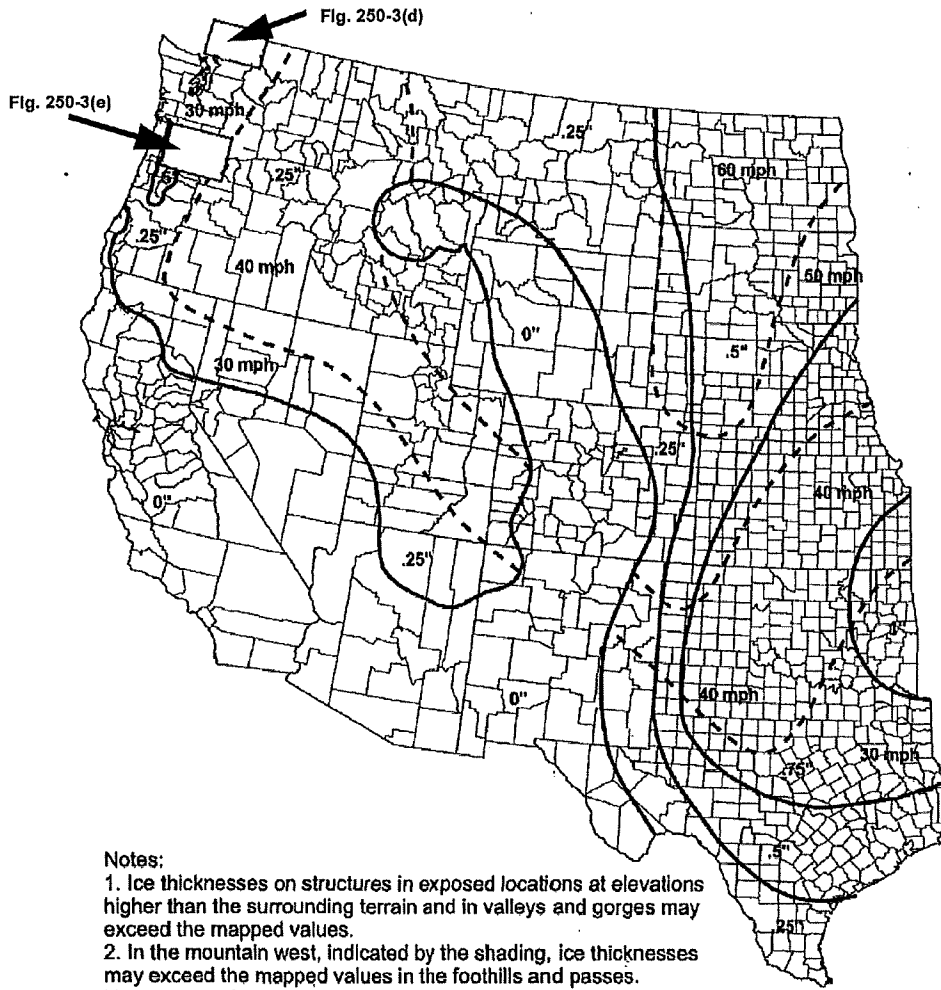 Fig. 250-3(d)
Fig. 250-3(e)
30 mph
.25"
60 mph
.25"
.5"
.25"
40 mph
50 mph
0"
.5"
30 mph
.25"
40 mph
0"
.25"
1"
0"
40 mph
30 mph
.75"
.5"
.25"
Notes:
1. Ice thicknesses on structures in exposed locations at elevations
higher than the surrounding terrain and in valleys and gorges may
exceed the mapped values.
2. In the mountain west, indicated by the shading, ice thicknesses
may exceed the mapped values in the foothills and passes.